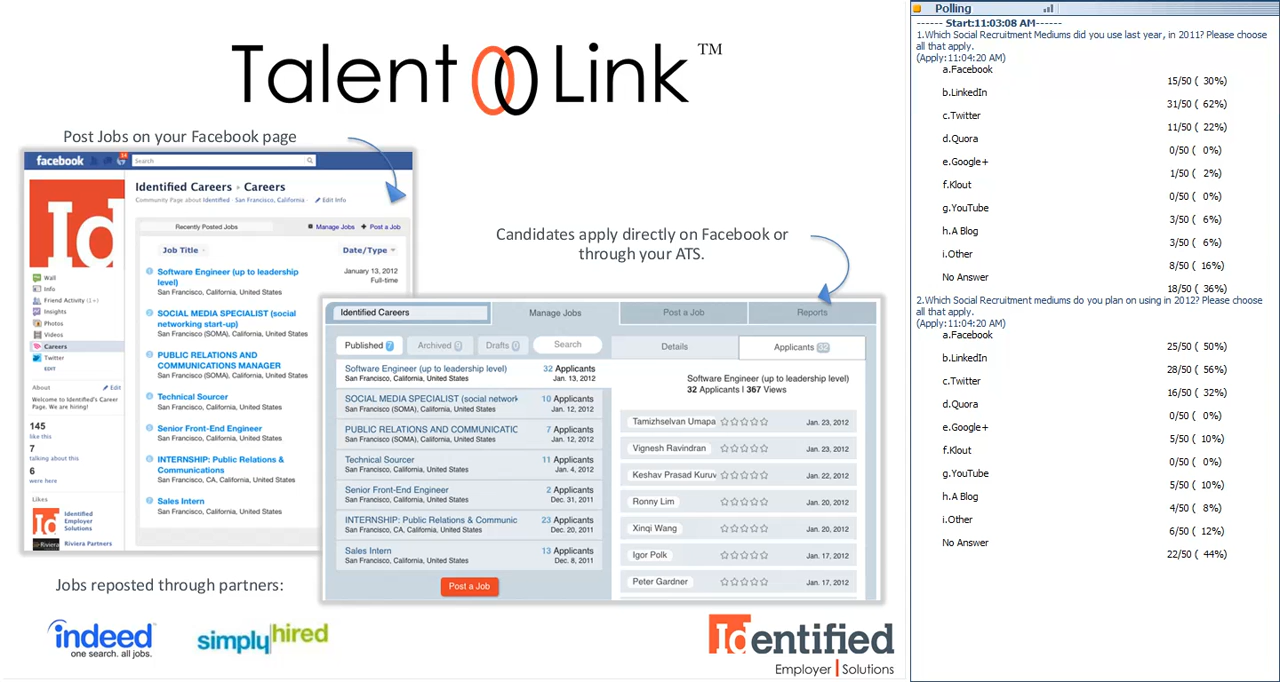 Talent Link™
Post Jobs on your Facebook page
facebook
Search
Identified Careers ▸ Careers
Community Page about Identified · San Francisco, California · Edit Info
Recently Posted Jobs
Manage Jobs
Post a Job
Job Title
Date/Type
Software Engineer (up to leadership
level)
San Francisco, California, United States
January 13, 2012
Full-time
SOCIAL MEDIA SPECIALIST (social
networking start-up)
San Francisco (SOMA), California, United States
PUBLIC RELATIONS AND
COMMUNICATIONS MANAGER
San Francisco (SOMA), California, United States
Technical Sourcer
San Francisco, California, United States
Senior Front-End Engineer
San Francisco, California, United States
INTERNSHIP: Public Relations &
Communications
San Francisco, CA, California, United States
Sales Intern
San Francisco, California, United States
Id
Wall
Info
Friend Activity (1+)
Insights
Photos
Videos
Careers
Twitter
EDIT
About
Edit
Welcome to Identified's Career
Page. We are hiring!
145
like this
7
talking about this
6
were here
Likes
Id
Identified
Employer
Solutions
Riviera
Riviera Partners
Candidates apply directly on Facebook or
through your ATS.
Identified Careers
Manage Jobs
Post a Job
Reports
Published 7
Archived 0
Drafts 0
Search
Details
Applicants 32
Software Engineer (up to leadership level)
San Francisco, California, United States
32 Applicants
Jan. 13, 2012
SOCIAL MEDIA SPECIALIST (social network
San Francisco (SOMA), California, United States
10 Applicants
Jan. 12, 2012
PUBLIC RELATIONS AND COMMUNICATIC
San Francisco (SOMA), California, United States
7 Applicants
Jan. 12, 2012
Technical Sourcer
San Francisco, California, United States
11 Applicants
Jan. 4, 2012
Senior Front-End Engineer
San Francisco, California, United States
2 Applicants
Dec. 31, 2011
INTERNSHIP: Public Relations & Communic
San Francisco, CA, California, United States
23 Applicants
Dec. 20, 2011
Sales Intern
San Francisco, California, United States
13 Applicants
Dec. 8, 2011
Post a Job
Software Engineer (up to leadership level)
32 Applicants | 367 Views
Tamizhselvan Umapa Jan. 23, 2012
Vignesh Ravindran Jan. 23, 2012
Keshav Prasad Kuruv Jan. 22, 2012
Ronny Lim Jan. 20, 2012
Xinqi Wang Jan. 20, 2012
Igor Polk Jan. 17, 2012
Peter Gardner Jan. 17, 2012
Jobs reposted through partners:
indeed
one search. all jobs.
simplyhired
Identified
Employer | Solutions
Polling
------ Start:11:03:08 AM------
1.Which Social Recruitment Mediums did you use last year, in 2011? Please choose
all that apply.
(Apply:11:04:20 AM)
a.Facebook
15/50 ( 30%)
b.LinkedIn
31/50 ( 62%)
c.Twitter
11/50 ( 22%)
d.Quora
0/50 ( 0%)
e.Google+
1/50 ( 2%)
f.Klout
0/50 ( 0%)
g.YouTube
3/50 ( 6%)
h.A Blog
3/50 ( 6%)
i.Other
8/50 ( 16%)
No Answer
18/50 ( 36%)
2.Which Social Recruitment mediums do you plan on using in 2012? Please choose
all that apply.
(Apply:11:04:20 AM)
a.Facebook
25/50 ( 50%)
b.LinkedIn
28/50 ( 56%)
c.Twitter
16/50 ( 32%)
d.Quora
0/50 ( 0%)
e.Google+
5/50 ( 10%)
f.Klout
0/50 ( 0%)
g.YouTube
5/50 ( 10%)
h.A Blog
4/50 ( 8%)
i.Other
6/50 ( 12%)
No Answer
22/50 ( 44%)